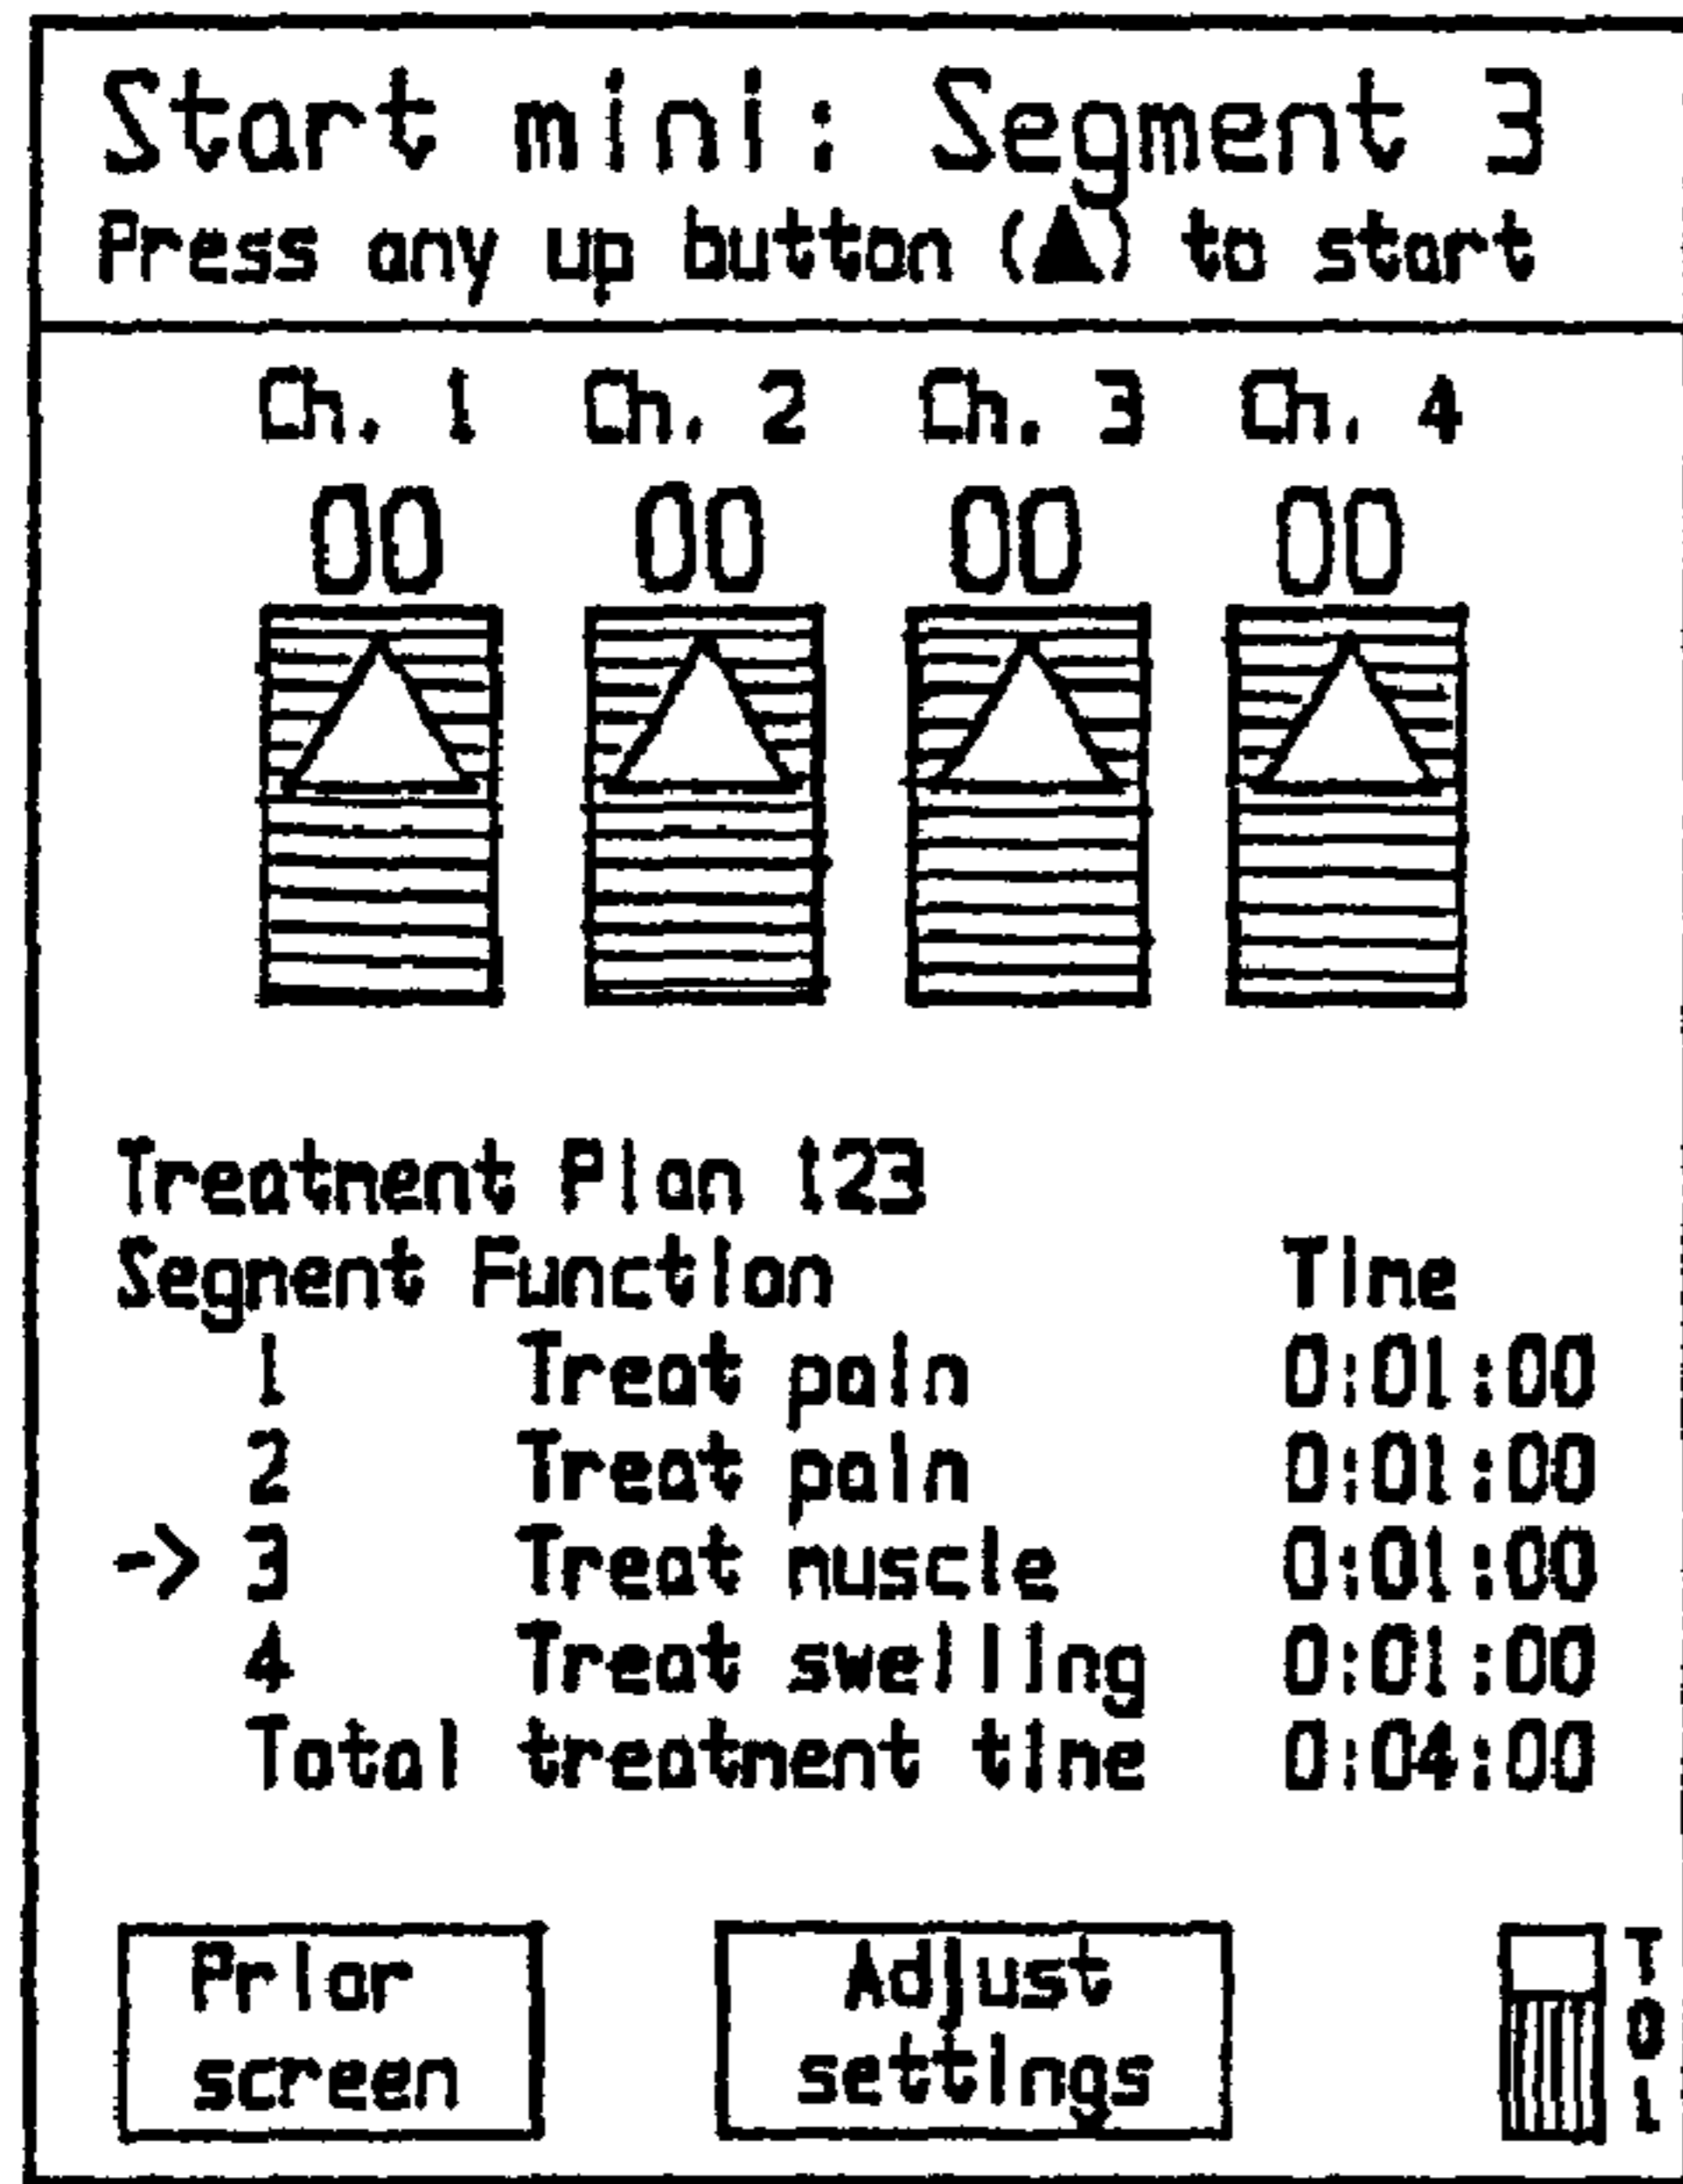 Start mini: Segment 3
Press any up button (▲) to start
Ch. 1 Ch. 2 Ch. 3 Ch. 4
00 00 00 00
Treatment Plan 123
Segment Function Time
1 Treat pain 0:01:00
2 Treat pain 0:01:00
-> 3 Treat muscle 0:01:00
4 Treat swelling 0:01:00
Total treatment time 0:04:00
Prior screen
Adjust settings
T01